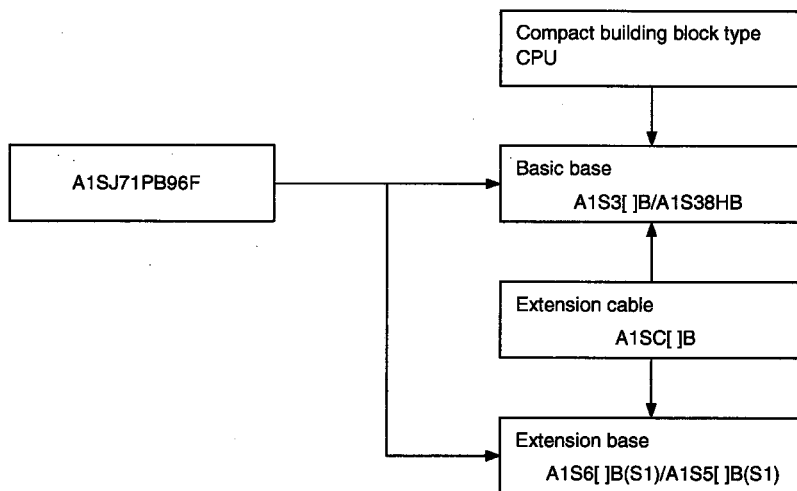 Compact building block type
CPU
A1SJ71PB96F
Basic base
A1S3[ ]B/A1S38HB
Extension cable
A1SC[ ]B
Extension base
A1S6[ ]B(S1)/A1S5[ ]B(S1)